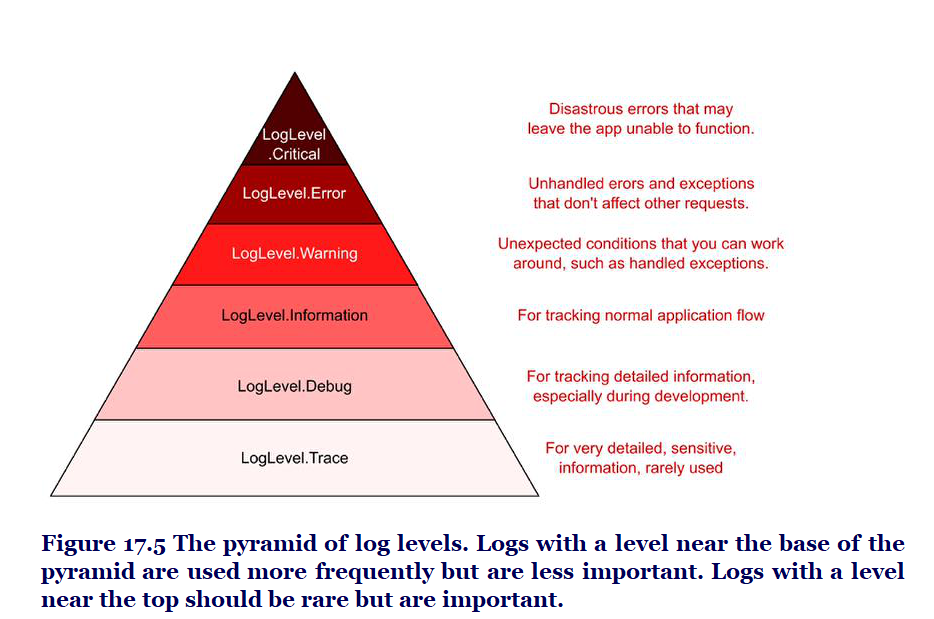 LogLevel
.Critical
Disastrous errors that may
leave the app unable to function.
LogLevel.Error
Unhandled erors and exceptions
that don't affect other requests.
LogLevel.Warning
Unexpected conditions that you can work
around, such as handled exceptions.
LogLevel.Information
For tracking normal application flow
LogLevel.Debug
For tracking detailed information,
especially during development.
LogLevel.Trace
For very detailed, sensitive,
information, rarely used
Figure 17.5 The pyramid of log levels. Logs with a level near the base of the
pyramid are used more frequently but are less important. Logs with a level
near the top should be rare but are important.